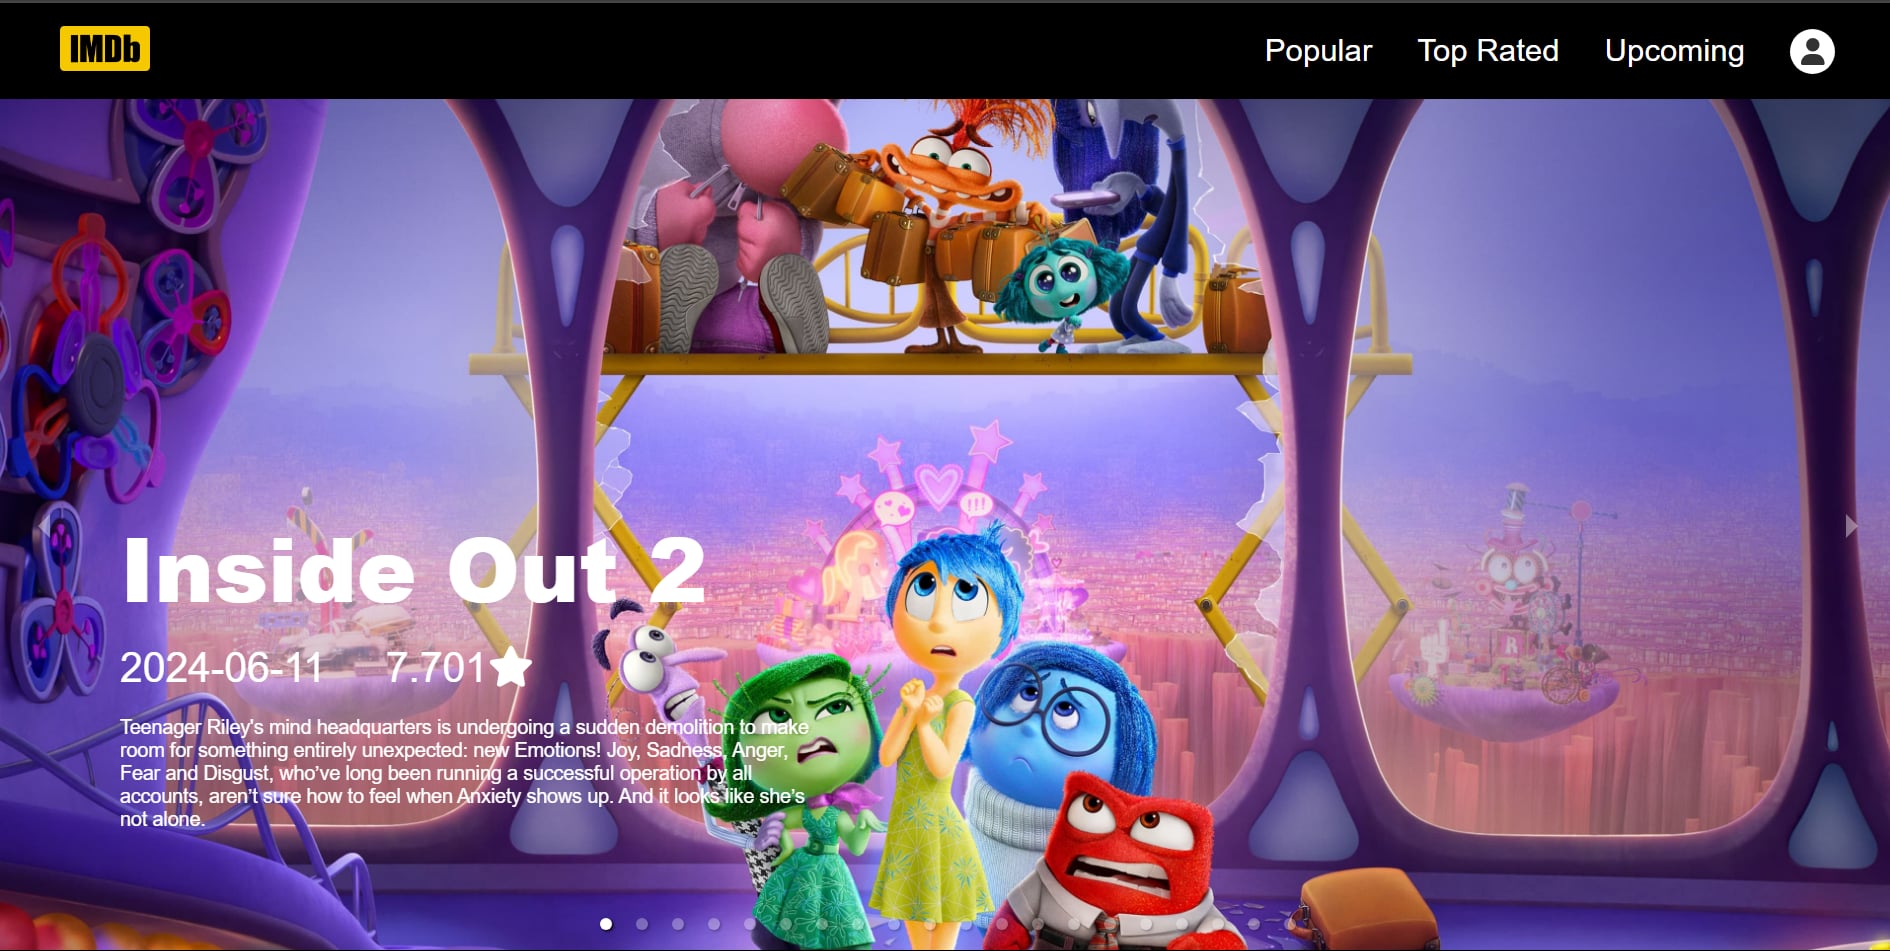 IMDb
Popular
Top Rated
Upcoming
Inside Out 2
2024-06-11
7.701
Teenager Riley's mind headquarters is undergoing a sudden demolition to make
room for something entirely unexpected: new Emotions! Joy, Sadness, Anger,
Fear and Disgust, who’ve long been running a successful operation by all
accounts, aren’t sure how to feel when Anxiety shows up. And it looks like she’s
not alone.
!!!
R